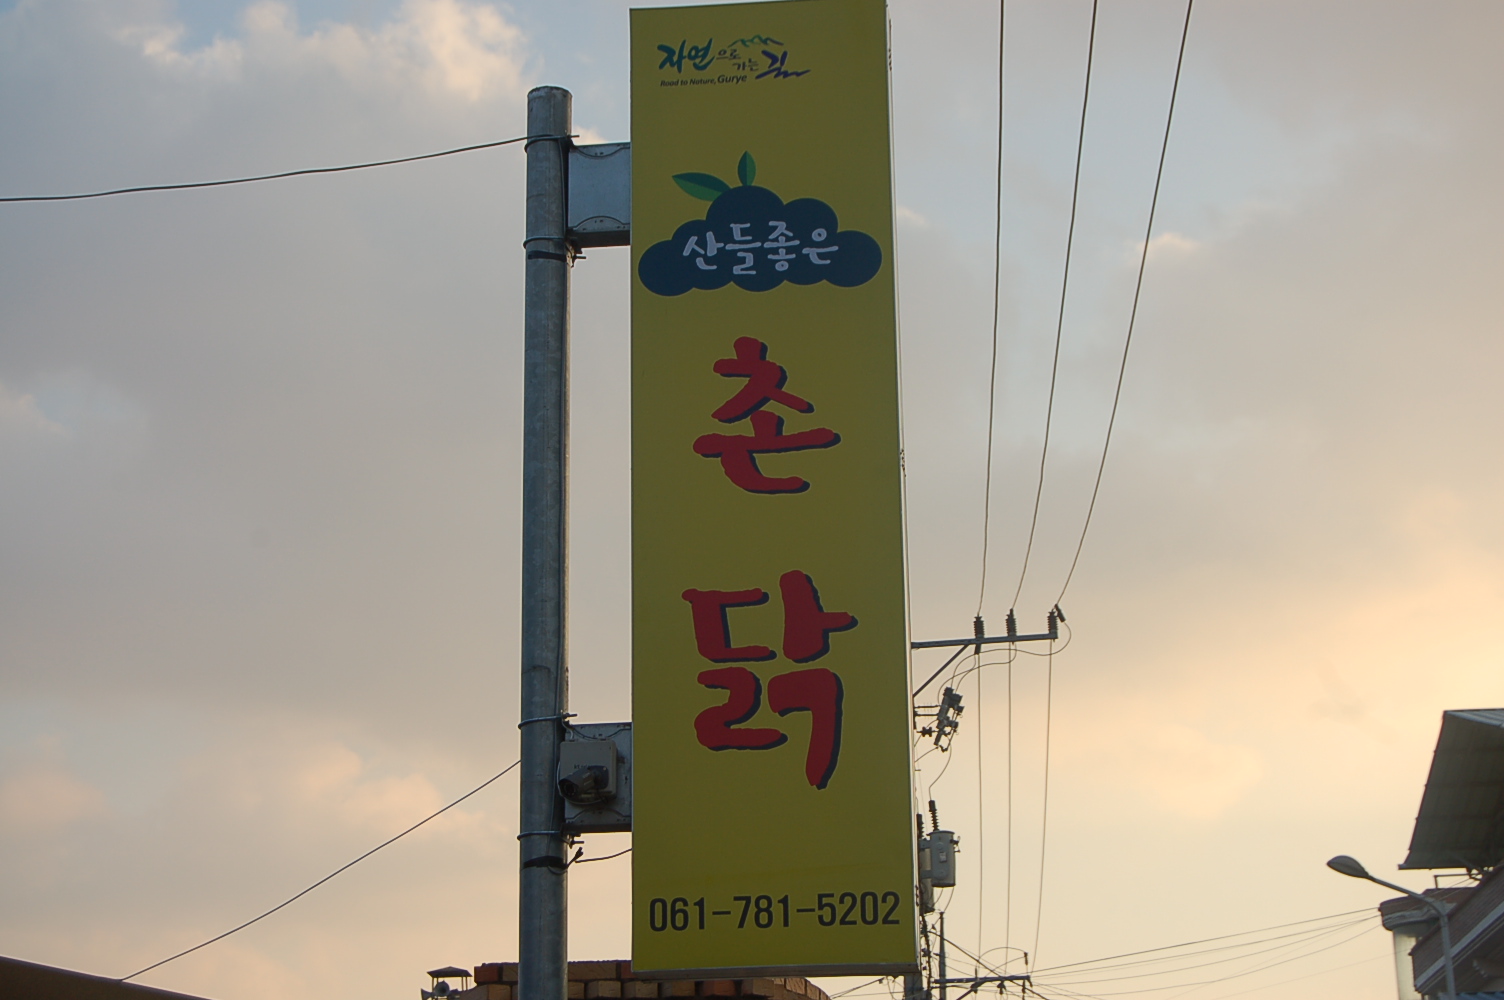 자연으로 가는 길
Road to Nature, Gurye
산들좋은
촌
닭
061-781-5202